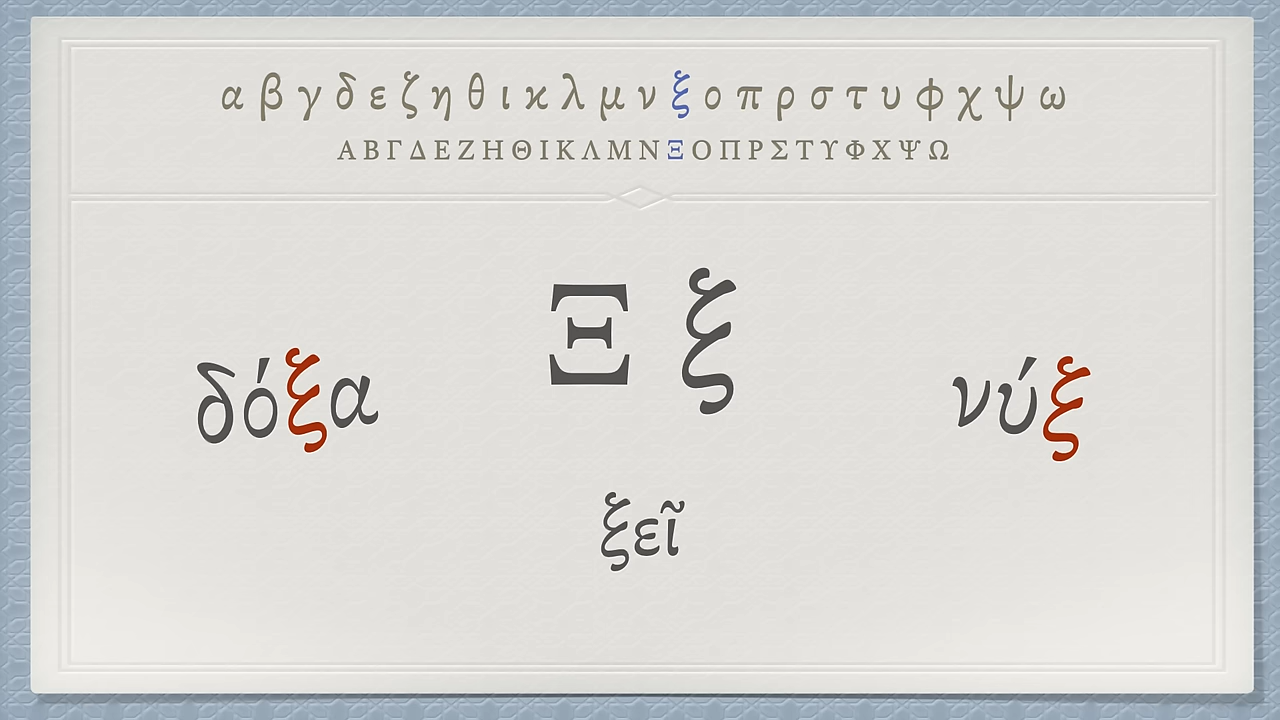 α β γ δ ε ζ η θ ι κ λ μ ν ξ ο π ρ σ τ υ φ χ ψ ω
Α Β Γ Δ Ε Ζ Η Θ Ι Κ Λ Μ Ν Ξ Ο Π Ρ Σ Τ Υ Φ Χ Ψ Ω
Ξ ξ
δόξα
νύξ
ξεῖ